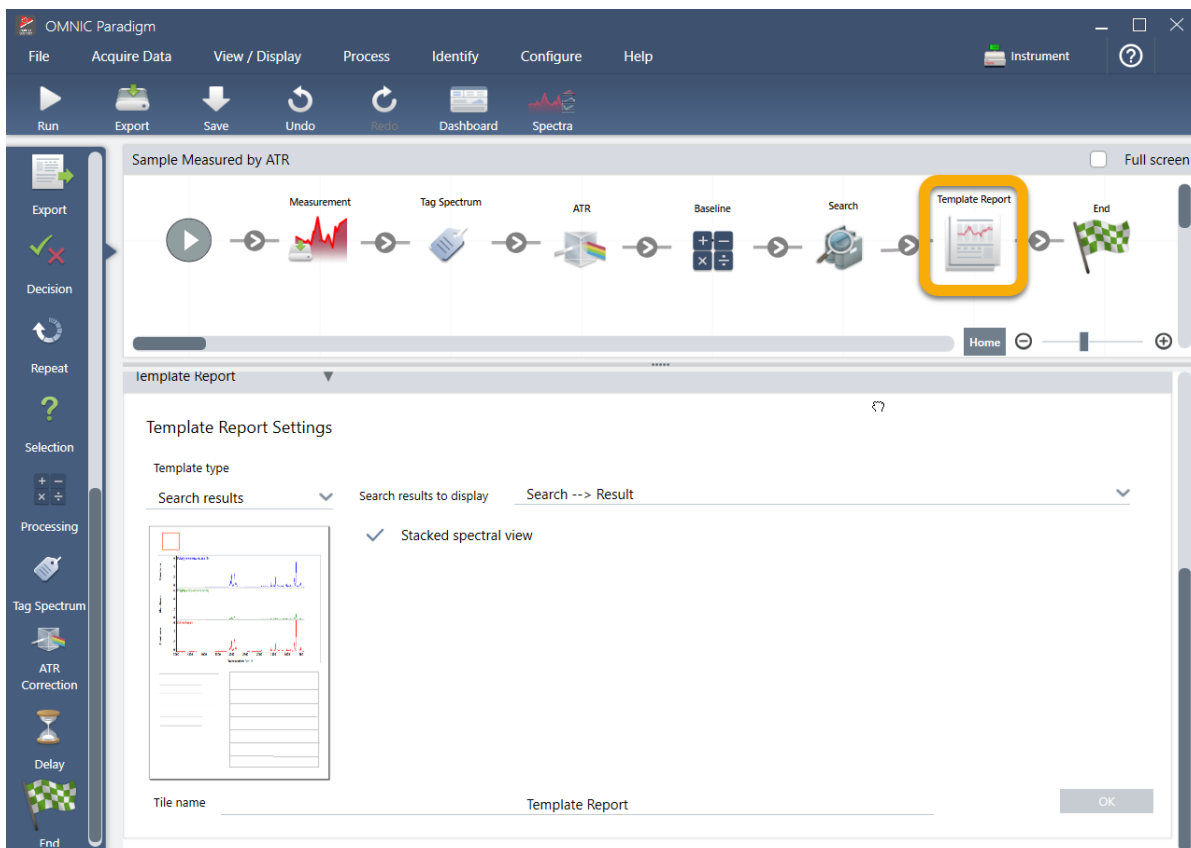 OMNIC Paradigm
File Acquire Data View / Display Process Identify Configure Help Instrument
Run Export Save Undo Redo Dashboard Spectra
Sample Measured by ATR Full screen
Export
Decision
Repeat
Selection
Processing
Tag Spectrum
ATR
Correction
Delay
End
Measurement Tag Spectrum ATR Baseline Search Template Report End
Home
Template Report
Template Report Settings
Template type
Search results Search results to display Search --> Result
Stacked spectral view
Tile name Template Report OK